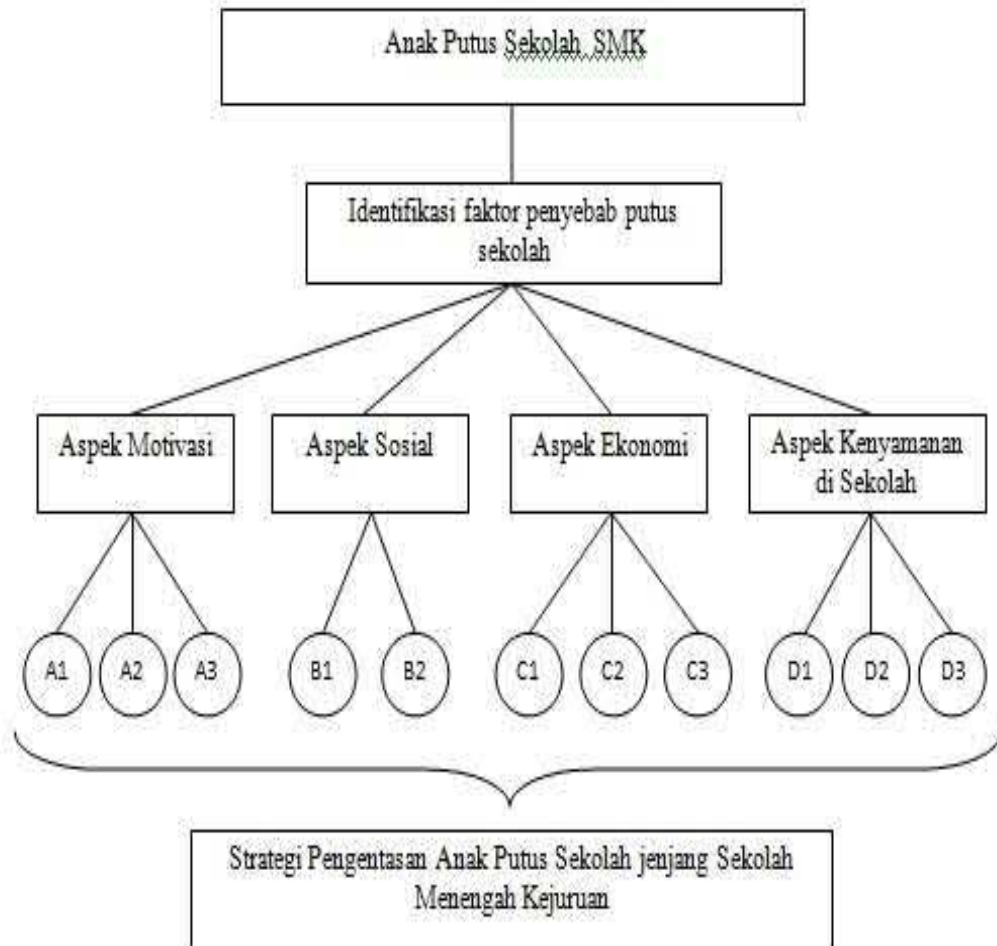 Anak Putus Sekolah SMK
Identifikasi faktor penyebab putus
sekolah
Aspek Motivasi
Aspek Sosial
Aspek Ekonomi
Aspek Kenyamanan
di Sekolah
A1
A2
A3
B1
B2
C1
C2
C3
D1
D2
D3
Strategi Pengentasan Anak Putus Sekolah jenjang Sekolah
Menengah Kejuruan